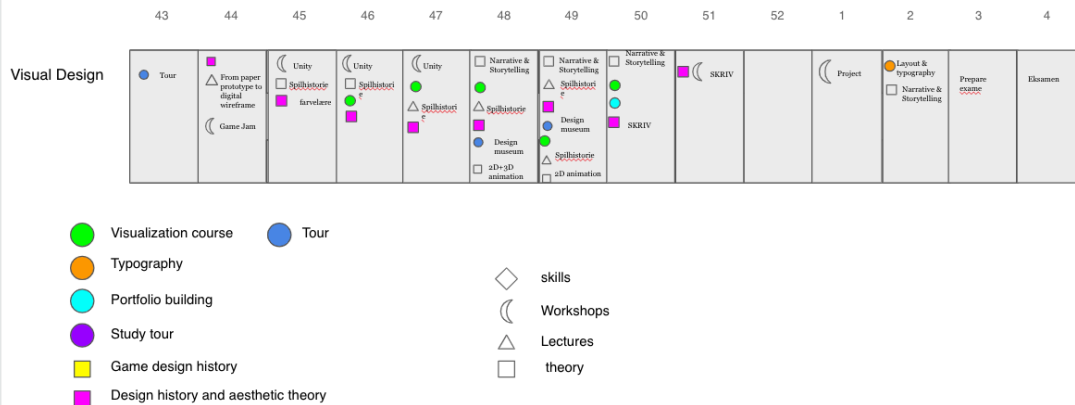 43 44 45 46 47 48 49 50 51 52 1 2 3 4
Visual Design
Tour
From paper
prototype to
digital
wireframe
Game Jam
Unity
Spilhistorie
farvelære
Unity
Spilhistori
e
Unity
Spilhistori
e
Narrative &
Storytelling
Spilhistorie
Design
museum
2D+3D
animation
Narrative &
Storytelling
Spilhistori
e
Design
museum
Spilhistorie
2D animation
Narrative &
Storytelling
SKRIV
SKRIV
Project
Layout &
typography
Narrative &
Storytelling
Prepare
exame
Eksamen
Visualization course
Tour
Typography
Portfolio building
Study tour
Game design history
Design history and aesthetic theory
skills
Workshops
Lectures
theory